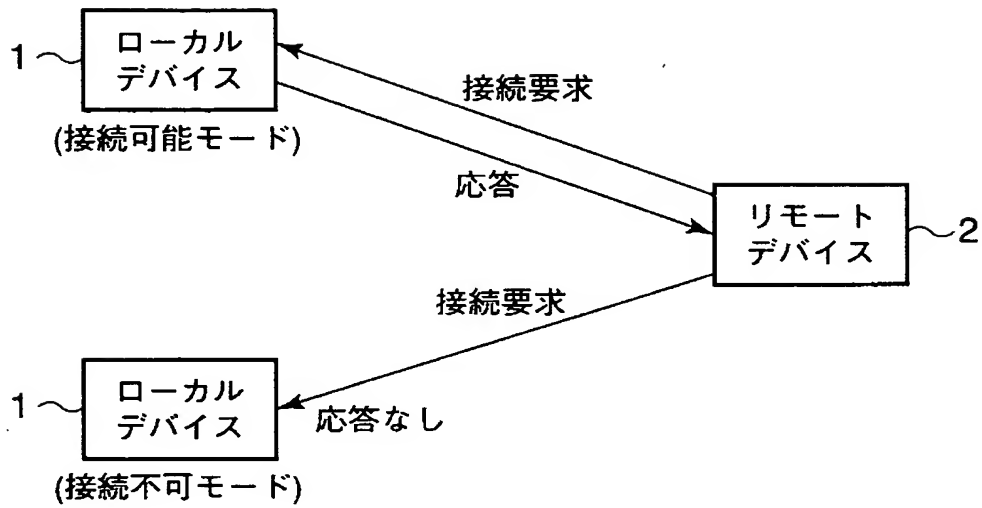 1
ローカル
デバイス
(接続可能モード)
接続要求
応答
リモート
デバイス
2
接続要求
1
ローカル
デバイス
応答なし
(接続不可モード)